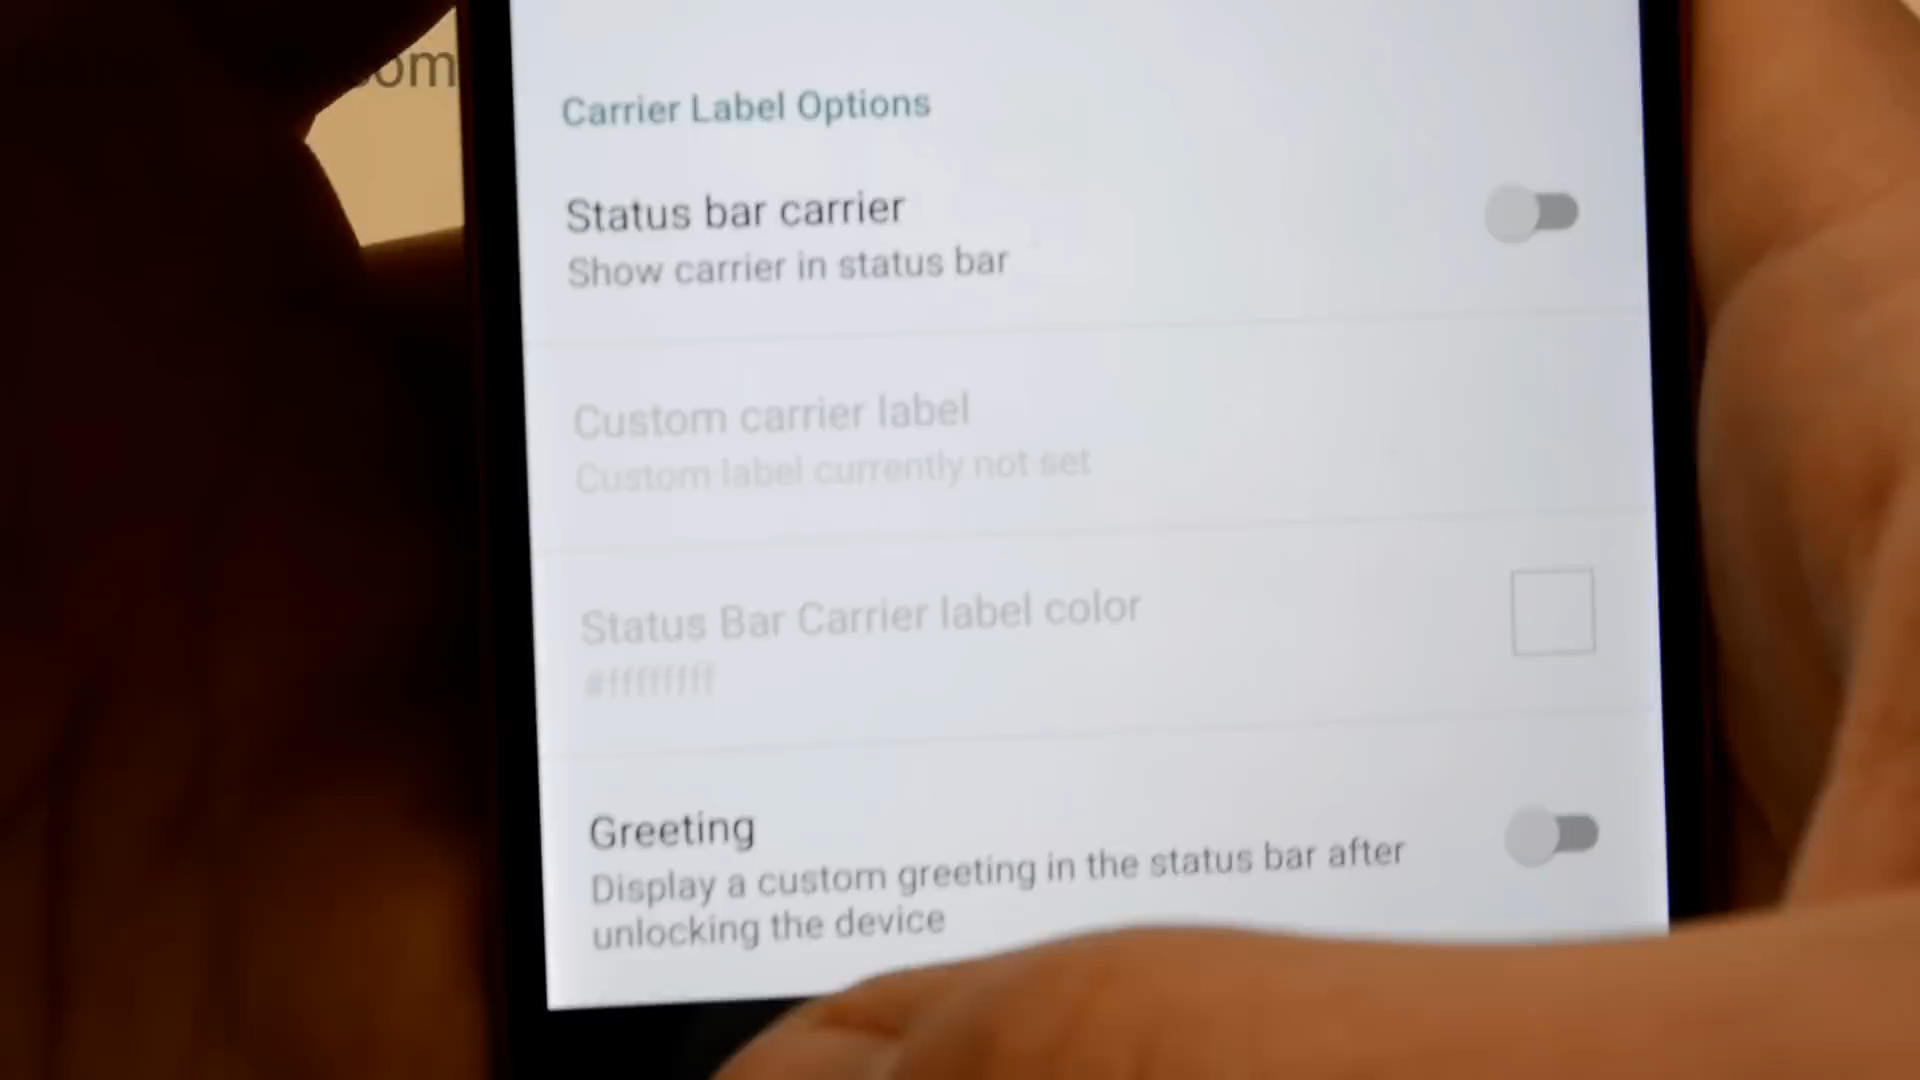 om
Carrier Label Options
Status bar carrier
Show carrier in status bar
Custom carrier label
Custom label currently not set
Status Bar Carrier label color
#ffffffff
Greeting
Display a custom greeting in the status bar after
unlocking the device